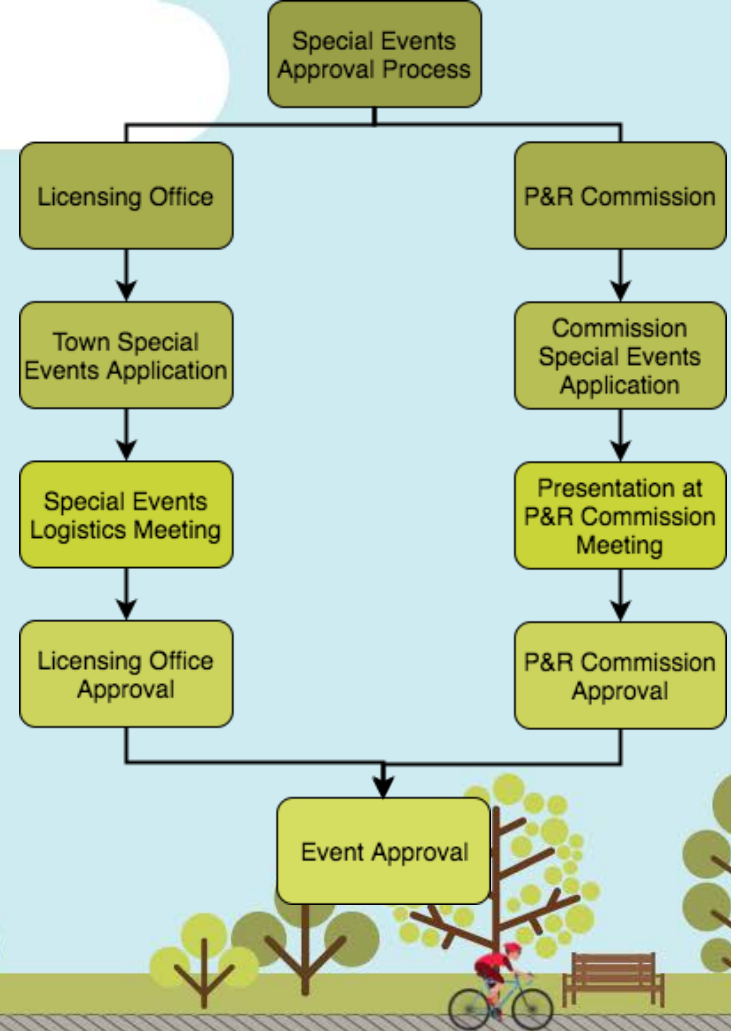 Special Events
Approval Process
Licensing Office
P&R Commission
Town Special
Events Application
Commission
Special Events
Application
Special Events
Logistics Meeting
Presentation at
P&R Commission
Meeting
Licensing Office
Approval
P&R Commission
Approval
Event Approval